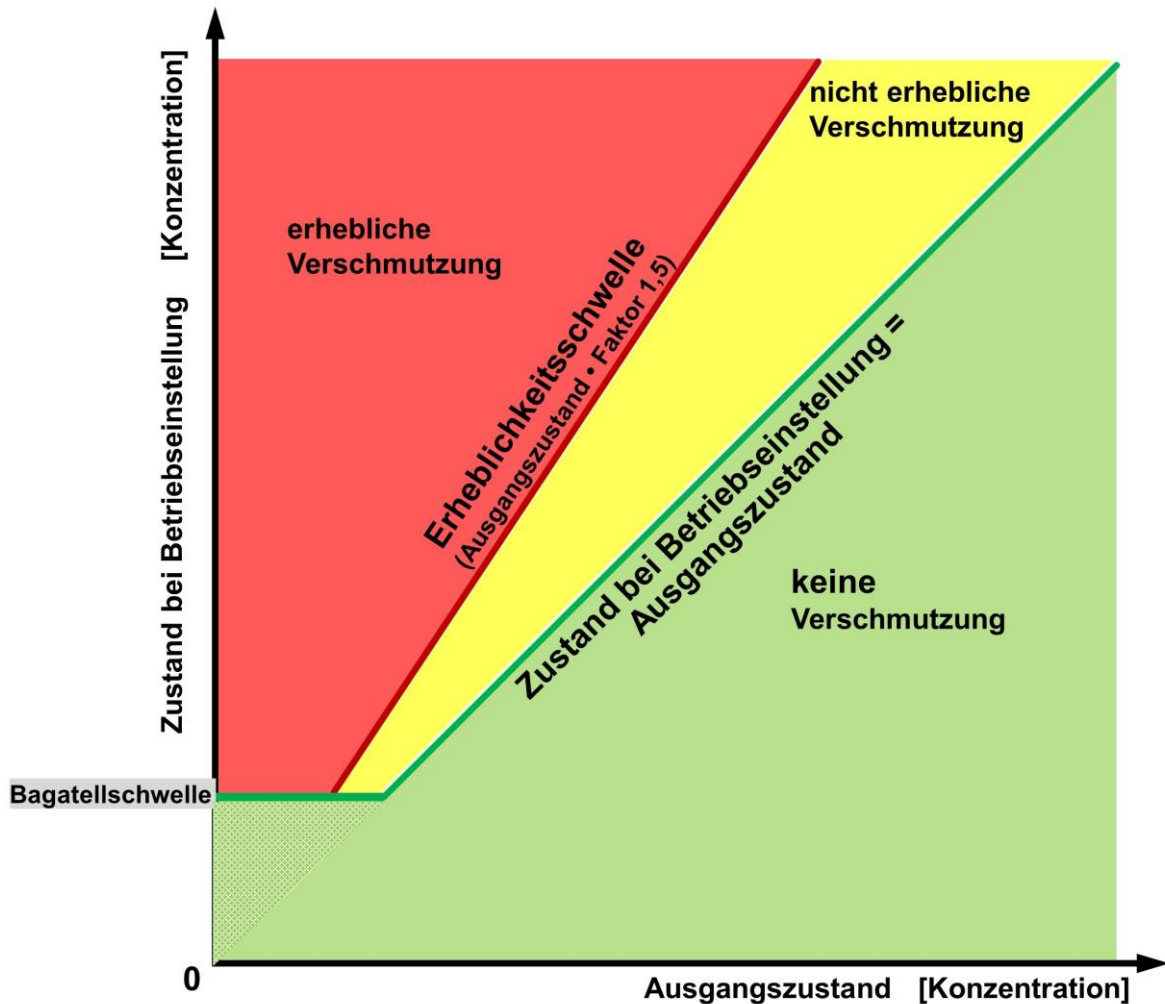 Zustand bei Betriebseinstellung [Konzentration]
nicht erhebliche
Verschmutzung
erhebliche
Verschmutzung
Erheblichkeitsschwelle
(Ausgangszustand • Faktor 1,5)
Zustand bei Betriebseinstellung =
Ausgangszustand
keine
Verschmutzung
Bagatellschwelle
0
Ausgangszustand [Konzentration]